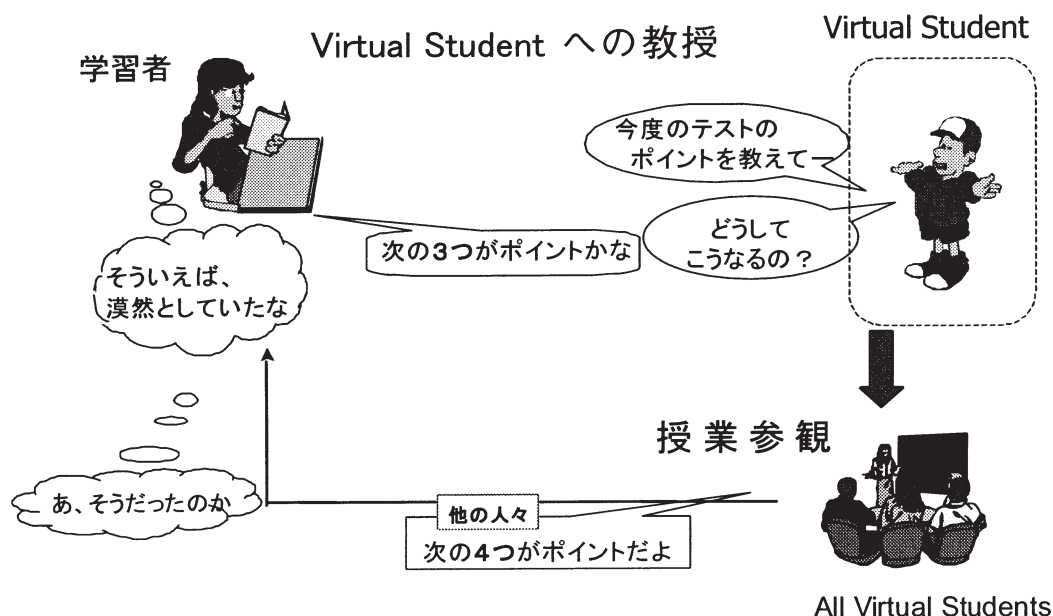 Virtual Student への教授
Virtual Student
学習者
今度のテストの
ポイントを教えてー
どうして
こうなるの？
次の３つがポイントかな
そういえば、
漠然としていたな
授業参観
あ、そうだったのか
他の人々
次の４つがポイントだよ
All Virtual Students